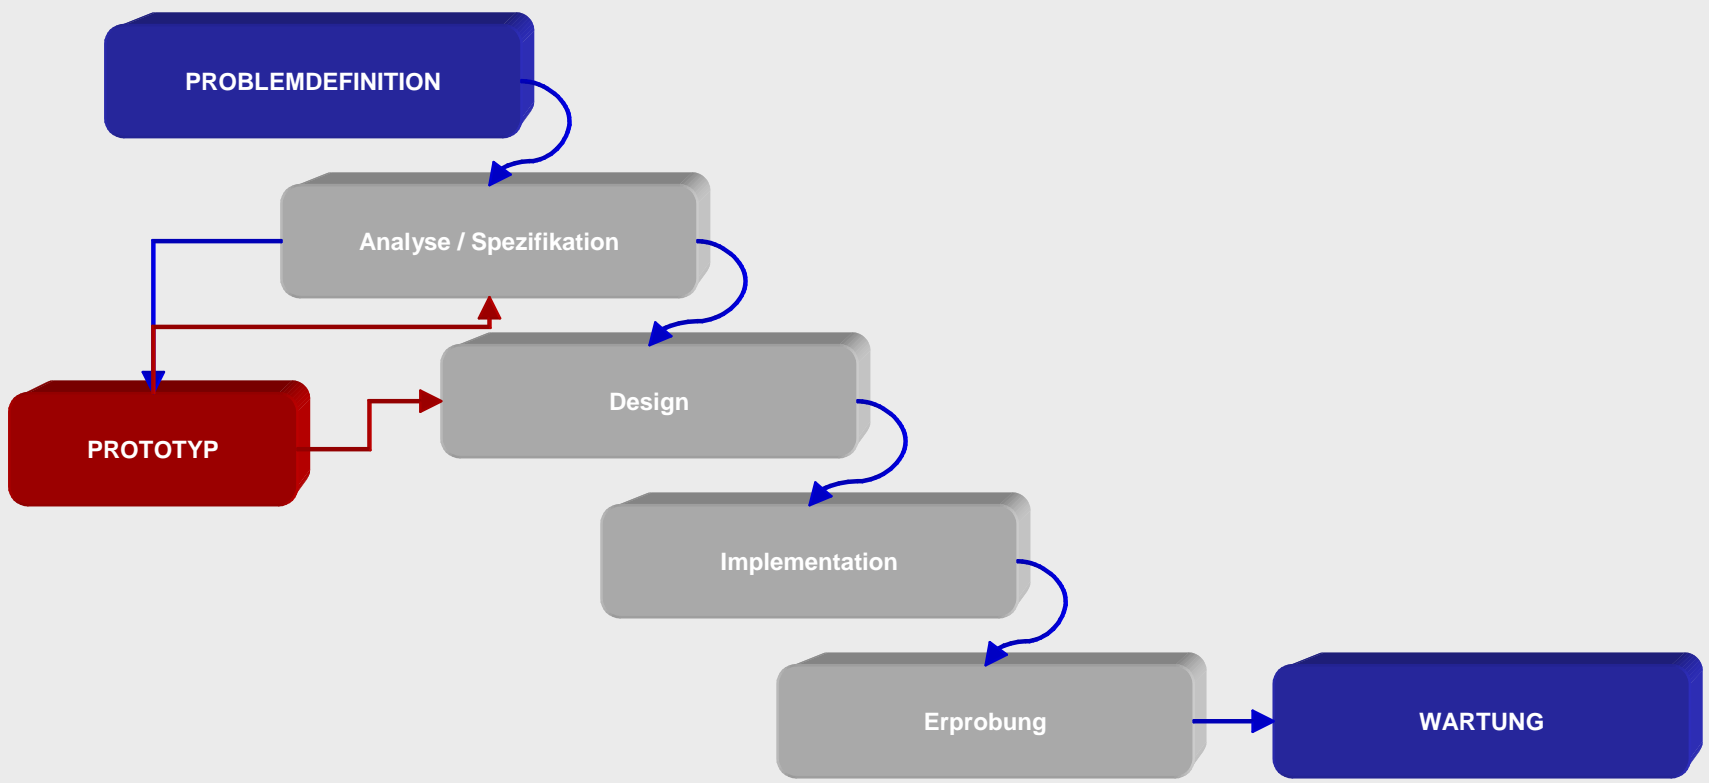 PROBLEMDEFINITION
Analyse / Spezifikation
Design
PROTOTYP
Implementation
Erprobung
WARTUNG